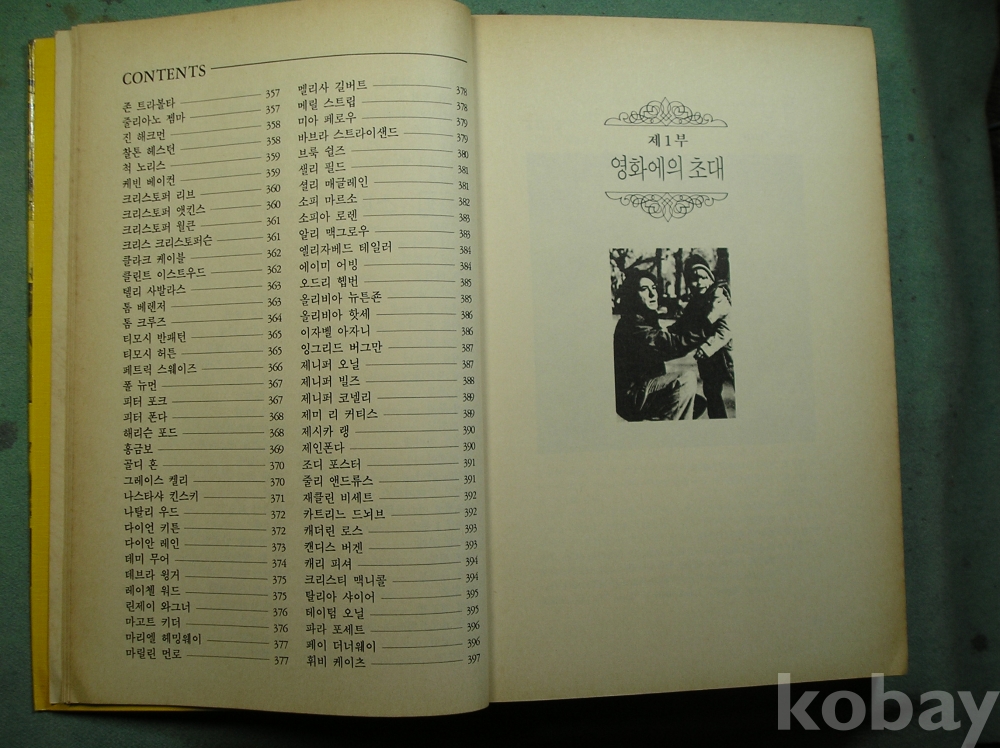 CONTENTS
존 트라볼타 357
줄리아노 젬마 357
진 해크먼 358
찰톤 헤스턴 358
척 노리스 359
케빈 베이컨 359
크리스토퍼 리브 360
크리스토퍼 앳킨스 360
크리스토퍼 월큰 361
크리스 크리스토퍼슨 361
클라크 케이블 362
클린트 이스트우드 362
텔리 사발라스 363
톰 베렌저 363
톰 크루즈 364
티모시 반패턴 365
티모시 허튼 365
페트릭 스웨이즈 366
폴 뉴먼 367
피터 포크 367
피터 폰다 368
해리슨 포드 368
홍금보 369
골디 혼 370
그레이스 켈리 370
나스타샤 킨스키 371
나탈리 우드 372
다이언 키튼 372
다이안 레인 373
데미 무어 374
데브라 윙거 375
레이첼 워드 375
린제이 와그너 376
마고트 키더 376
마리엘 헤밍웨이 377
마릴린 먼로 377
멜리사 길버트 378
메릴 스트립 378
미아 페로우 379
바브라 스트라이샌드 379
브룩 쉴즈 380
샐리 필드 381
셜리 매클레인 381
소피 마르소 382
소피아 로렌 383
알리 맥그로우 383
엘리자베드 테일러 384
에이미 어빙 384
오드리 헵번 385
올리비아 뉴튼죤 385
올리비아 핫세 386
이자벨 아자니 386
잉그리드 버그만 387
제니퍼 오닐 387
제니퍼 빌즈 388
제니퍼 코넬리 389
제미 리 커티스 389
제시카 랭 390
제인폰다 390
조디 포스터 391
줄리 앤드류스 391
재클린 비세트 392
카트리느 드뇌브 392
캐더린 로스 393
캔디스 버겐 393
캐리 피셔 394
크리스티 맥니콜 394
탈리아 샤이어 395
테이텀 오닐 395
파라 포세트 396
페이 더너웨이 396
휘비 케이츠 397
제1부
영화에의 초대
kobay